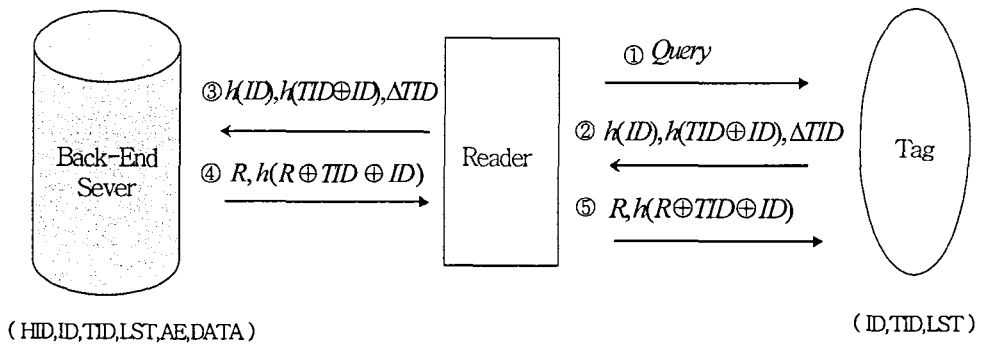 ① Query
③ h(ID),h(TID⊕ID),ΔTID
② h(ID),h(TID⊕ID),ΔTID
Back-End
Sever
Reader
Tag
④ R,h(R⊕TID⊕ID)
⑤ R,h(R⊕TID⊕ID)
(HID,ID,TID,LST,AE,DATA)
(ID,TID,LST)